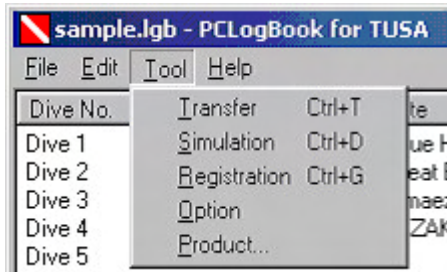 sample.lgb - PCLogBook for TUSA
File Edit Tool Help
Dive No.
Transfer Ctrl+T
Simulation Ctrl+D
Registration Ctrl+G
Option
Product...
Dive 1
Dive 2
Dive 3
Dive 4
Dive 5